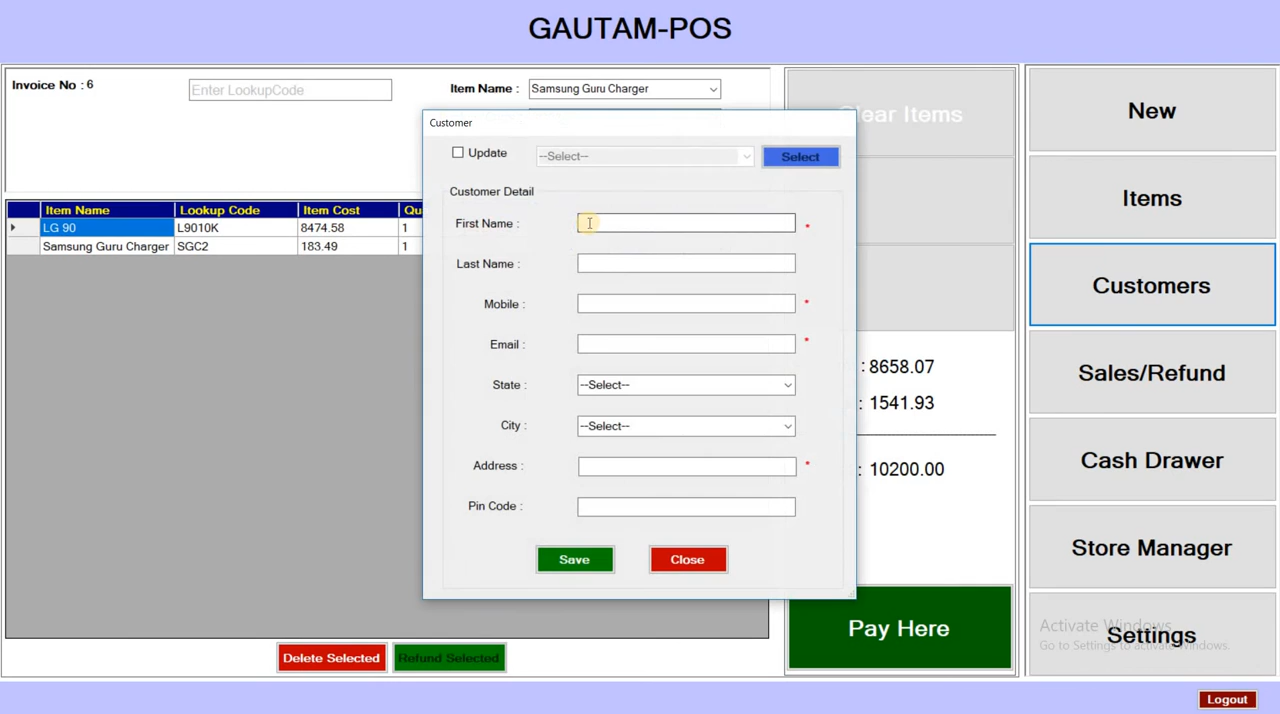 GAUTAM-POS
Invoice No : 6
Enter LookupCode
Item Name :
Samsung Guru Charger
Clear Items
New
Items
Customers
Sales/Refund
Cash Drawer
Store Manager
Settings
Item Name Lookup Code Item Cost Qu
LG 90 L9010K 8474.58 1
Samsung Guru Charger SGC2 183.49 1
Customer
Update
--Select--
Select
Customer Detail
First Name : *
Last Name :
Mobile : *
Email : *
State : --Select--
City : --Select--
Address : *
Pin Code :
Save
Close
: 8658.07
: 1541.93
: 10200.00
Pay Here
Activate Windows
Go to Settings to activate Windows.
Delete Selected
Refund Selected
Logout